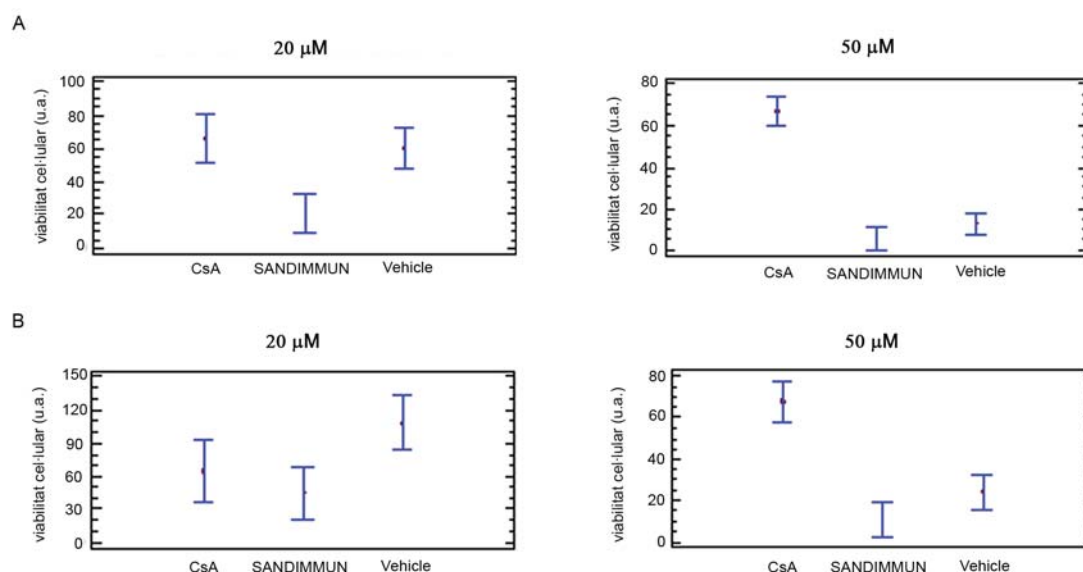 A
20 µM
50 µM
viabilitat cel·lular (u.a.)
100
80
60
40
20
0
CsA SANDIMMUN Vehicle
viabilitat cel·lular (u.a.)
80
60
40
20
0
CsA SANDIMMUN Vehicle
B
20 µM
50 µM
viabilitat cel·lular (u.a.)
150
120
90
60
30
0
CsA SANDIMMUN Vehicle
viabilitat cel·lular (u.a.)
80
60
40
20
0
CsA SANDIMMUN Vehicle